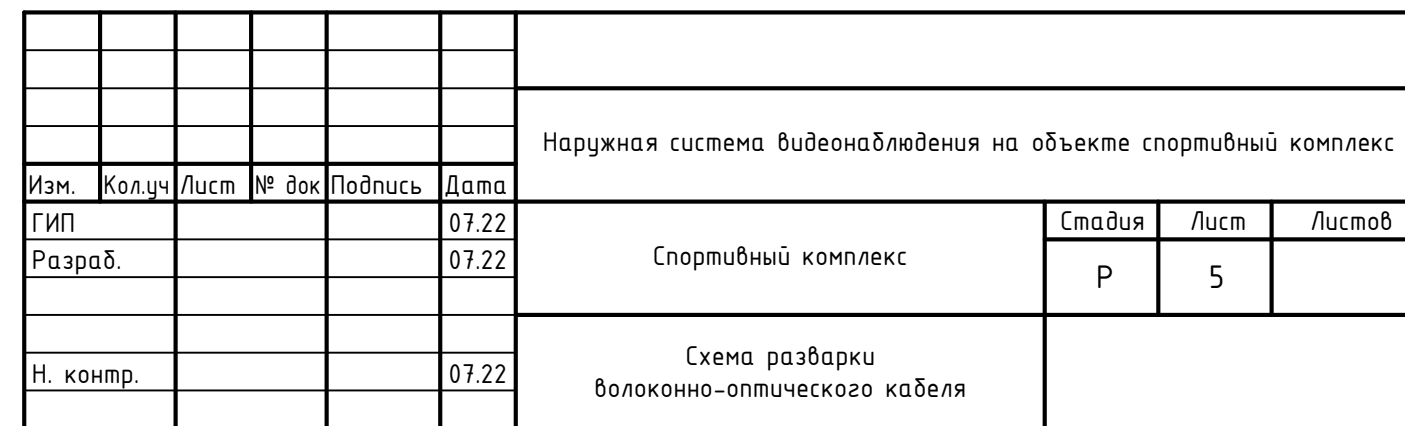 Наружная система видеонаблюдения на объекте спортивный комплекс
Изм. Кол.уч Лист № док Подпись Дата
ГИП 07.22
Разраб. 07.22
Спортивный комплекс
Стадия Лист Листов
Р 5
Н. контр. 07.22
Схема разварки
волоконно-оптического кабеля